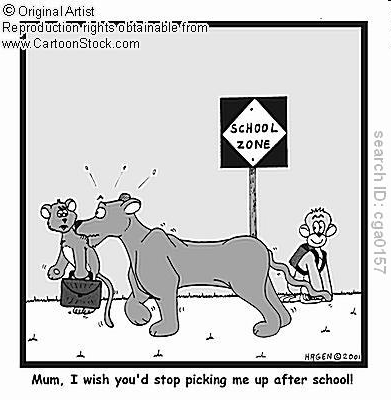 © Original Artist
Reproduction rights obtainable from
www.CartoonStock.com
SCHOOL
ZONE
search ID: cga0157
HAGEN © 2001
Mum, I wish you'd stop picking me up after school!